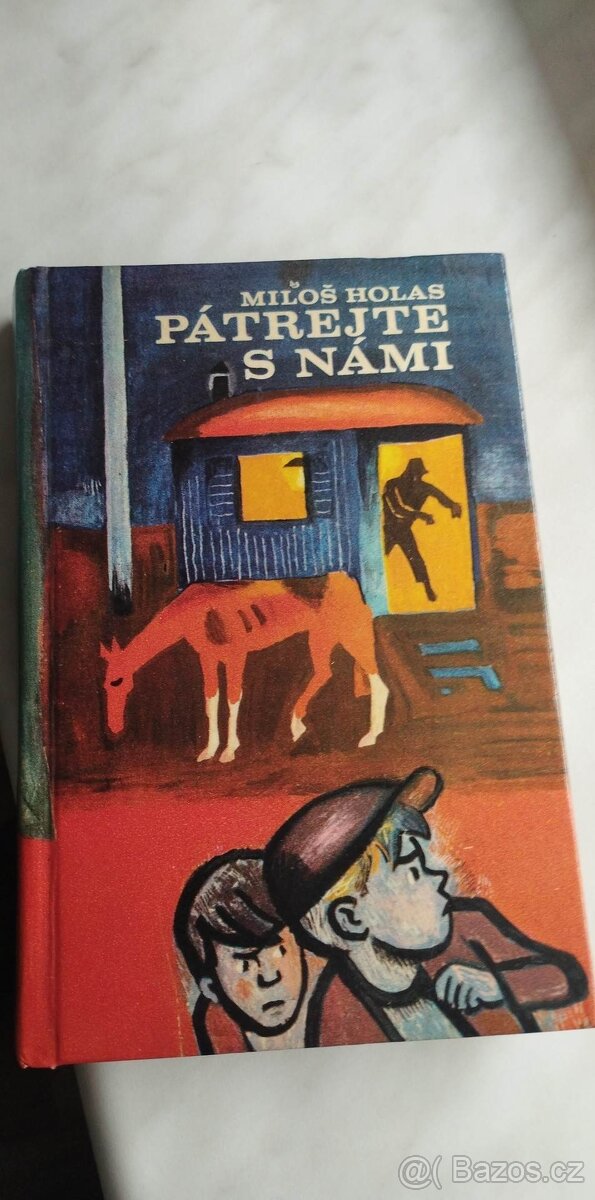 MILOŠ HOLAS
PÁTREJTE
S NÁMI
@( Bazos.cz